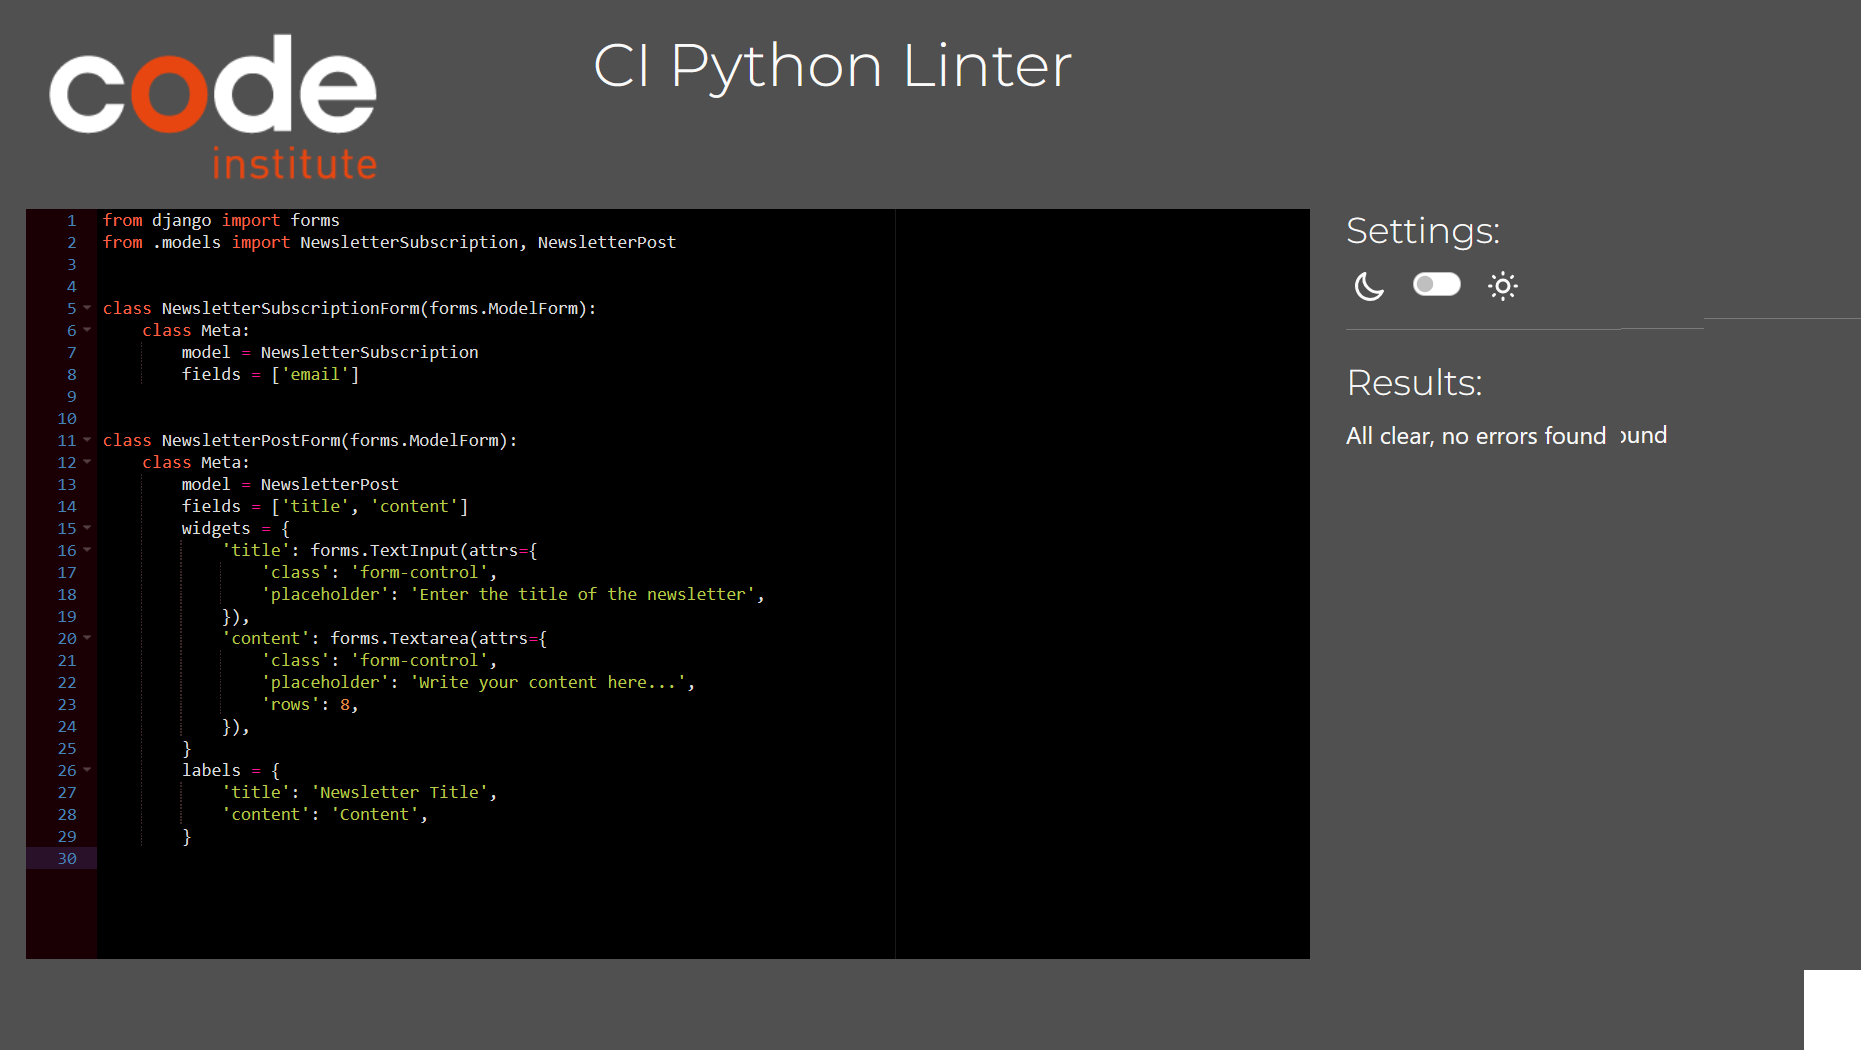 code
institute
CI Python Linter
1 from django import forms
2 from .models import NewsletterSubscription, NewsletterPost
3
4
5 class NewsletterSubscriptionForm(forms.ModelForm):
6     class Meta:
7         model = NewsletterSubscription
8         fields = ['email']
9
10
11 class NewsletterPostForm(forms.ModelForm):
12     class Meta:
13         model = NewsletterPost
14         fields = ['title', 'content']
15         widgets = {
16             'title': forms.TextInput(attrs={
17                 'class': 'form-control',
18                 'placeholder': 'Enter the title of the newsletter',
19             }),
20             'content': forms.Textarea(attrs={
21                 'class': 'form-control',
22                 'placeholder': 'Write your content here...',
23                 'rows': 8,
24             }),
25         }
26         labels = {
27             'title': 'Newsletter Title',
28             'content': 'Content',
29         }
30
Settings:
Results:
All clear, no errors found